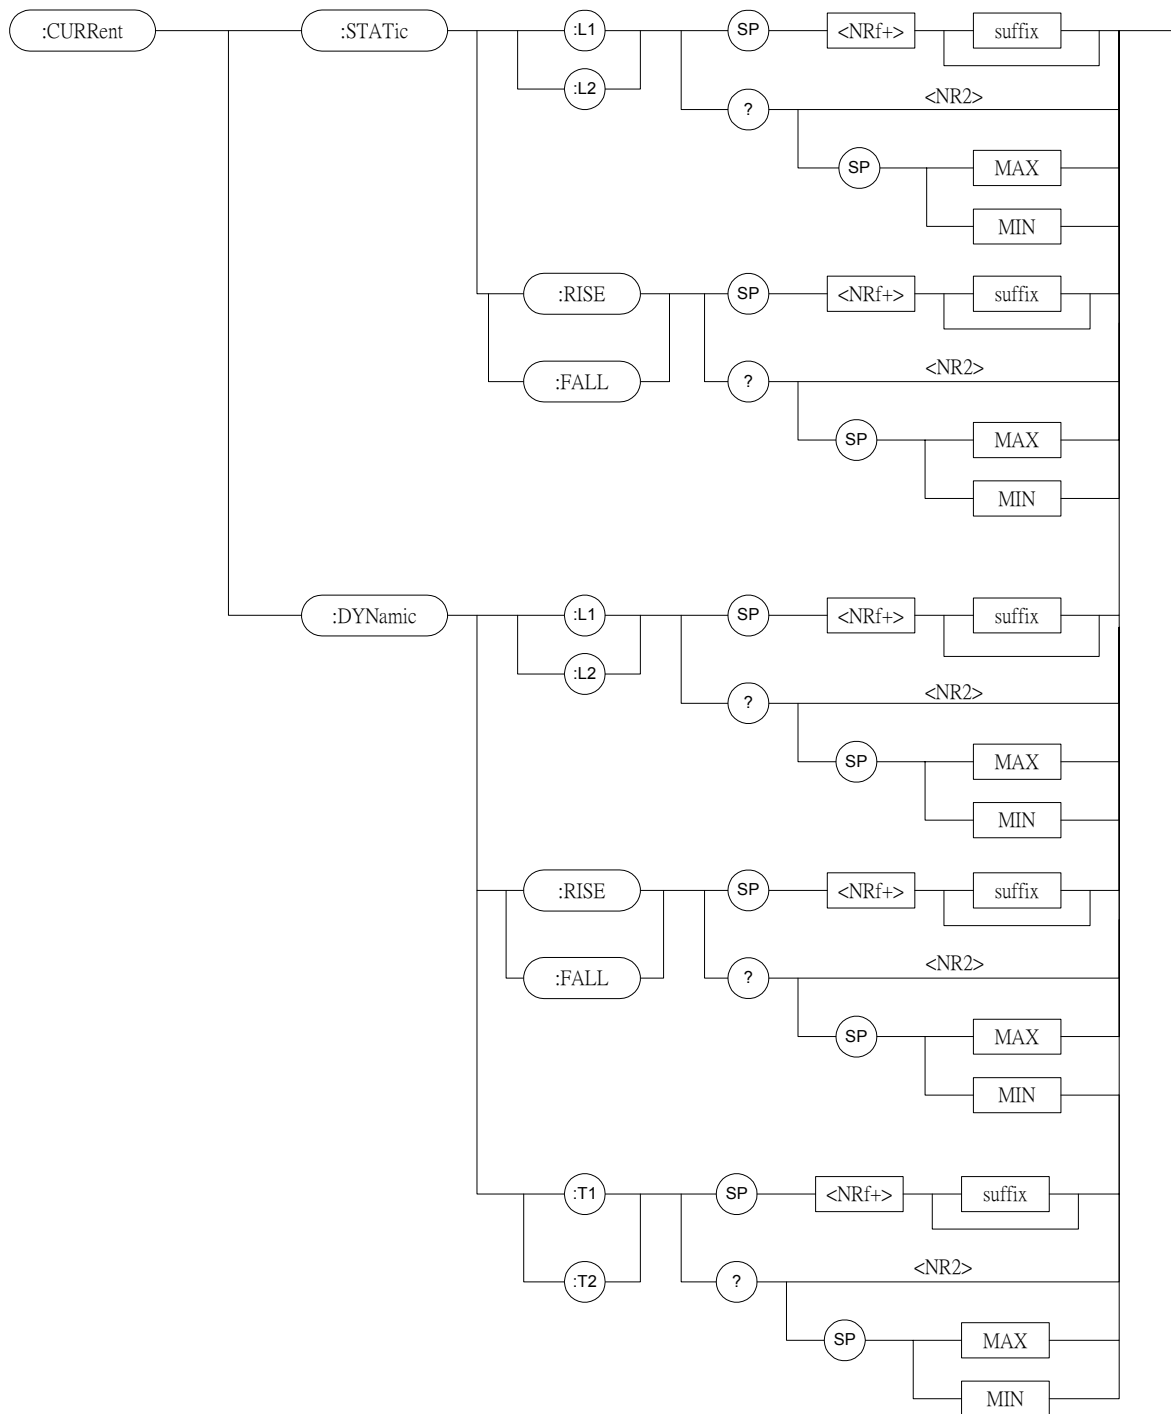 :CURRent :STATic :L1 SP <NRf+> suffix
:L2
? <NR2>
SP MAX
MIN
:RISE SP <NRf+> suffix
:FALL ? <NR2>
SP MAX
MIN
:DYNamic :L1 SP <NRf+> suffix
:L2
? <NR2>
SP MAX
MIN
:RISE SP <NRf+> suffix
:FALL ? <NR2>
SP MAX
MIN
:T1 SP <NRf+> suffix
:T2 ? <NR2>
SP MAX
MIN